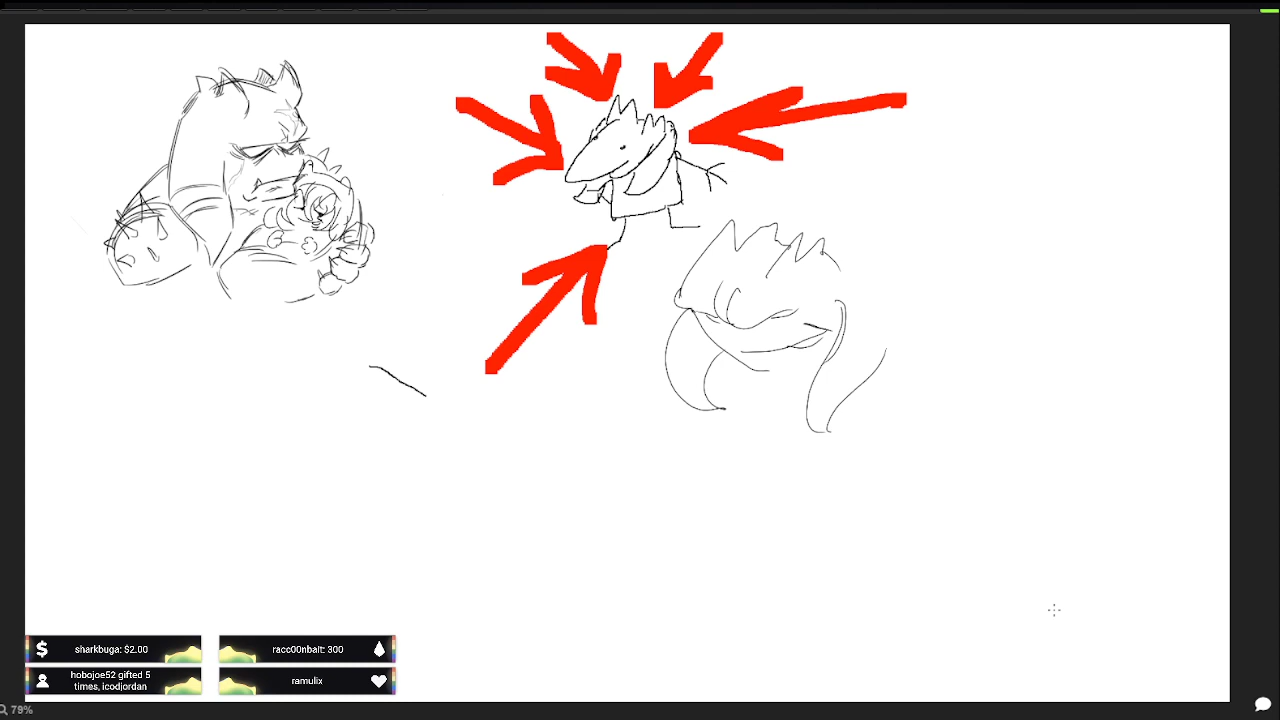 sharkbuga: $2.00
racc00nbait: 300
hobojoe52 gifted 5
times, icodjordan
ramulix
79%